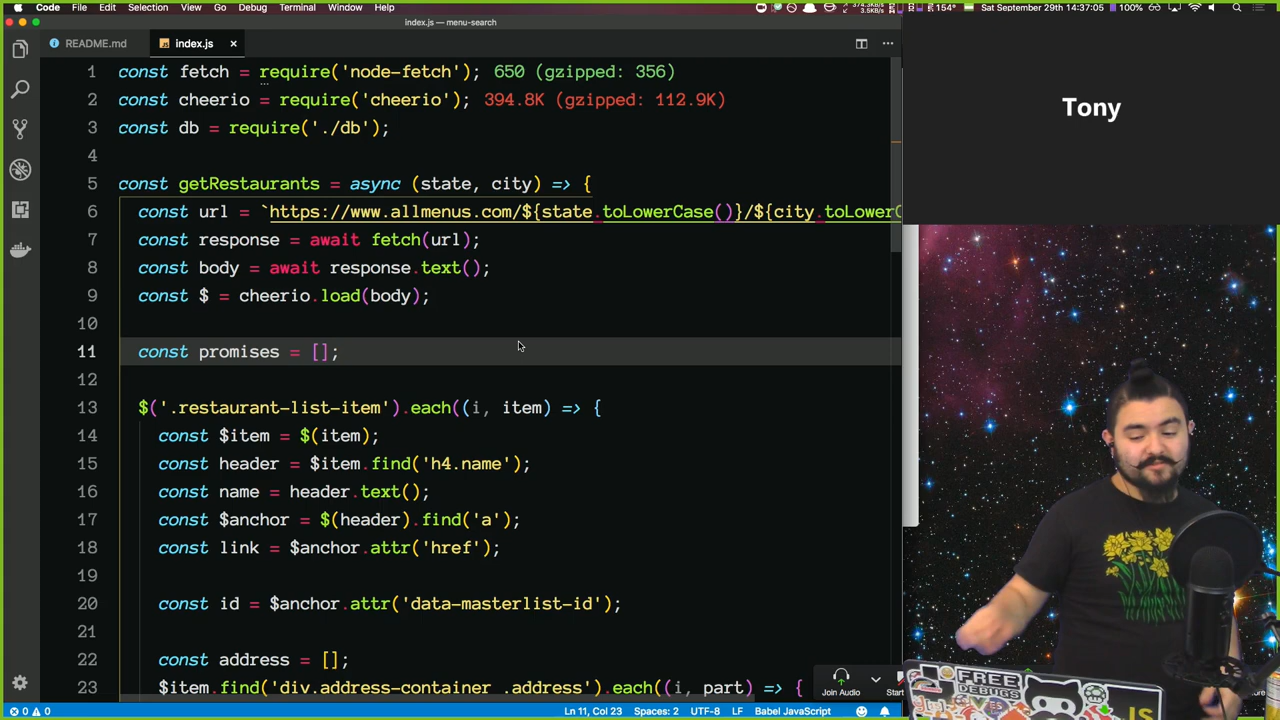 Code File Edit Selection View Go Debug Terminal Window Help
154° Sat September 29th 14:37:05 100%
index.js — menu-search
README.md index.js ×
1 const fetch = require('node-fetch'); 650 (gzipped: 356)
2 const cheerio = require('cheerio'); 394.8K (gzipped: 112.9K)
3 const db = require('./db');
4
5 const getRestaurants = async (state, city) => {
6 const url = `https://www.allmenus.com/${state.toLowerCase()}/${city.toLowerC
7 const response = await fetch(url);
8 const body = await response.text();
9 const $ = cheerio.load(body);
10
11 const promises = [];
12
13 $('.restaurant-list-item').each((i, item) => {
14 const $item = $(item);
15 const header = $item.find('h4.name');
16 const name = header.text();
17 const $anchor = $(header).find('a');
18 const link = $anchor.attr('href');
19
20 const id = $anchor.attr('data-masterlist-id');
21
22 const address = [];
23 $item.find('div.address-container .address').each((i, part) => {
Join Audio Start
0 0 Ln 11, Col 23 Spaces: 2 UTF-8 LF Babel JavaScript
Tony
FREE
DEBUGS
JS